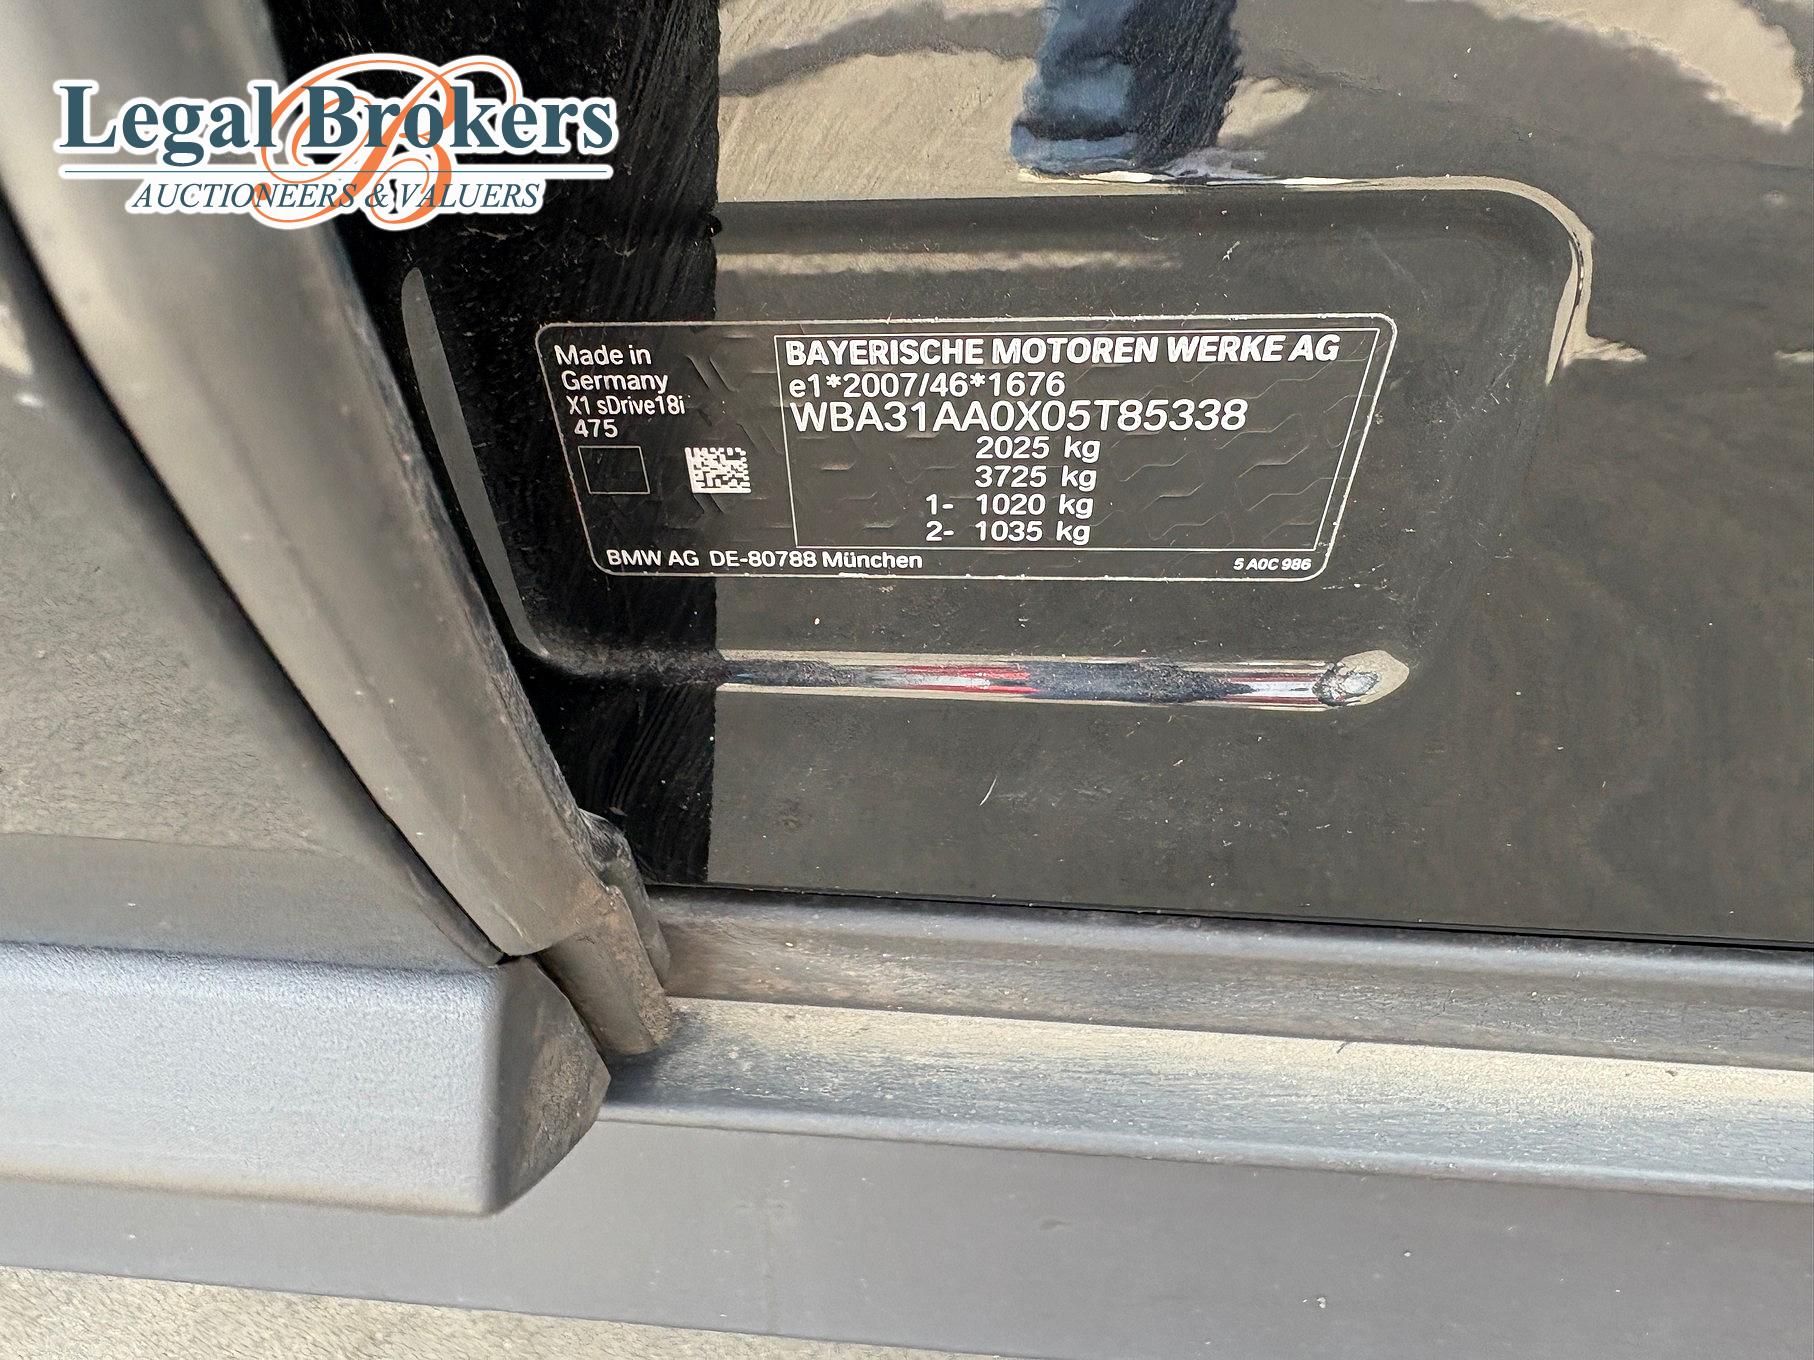 Legal Brokers
AUCTIONEERS & VALUERS
Made in
Germany
X1 sDrive18i
475
BAYERISCHE MOTOREN WERKE AG
e1*2007/46*1676
WBA31AA0X05T85338
2025 kg
3725 kg
1- 1020 kg
2- 1035 kg
BMW AG DE-80788 München
5 A0C 986